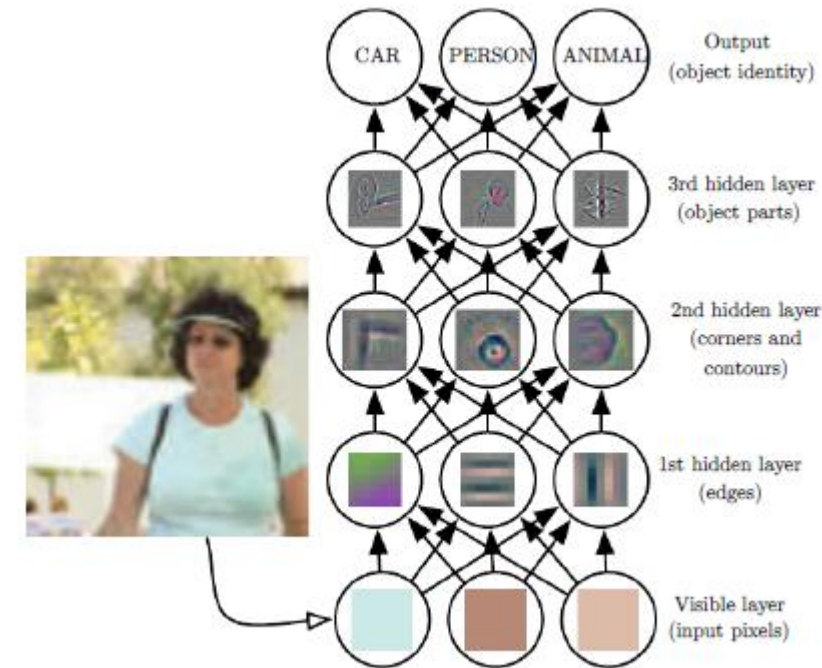 CAR PERSON ANIMAL
Output
(object identity)
3rd hidden layer
(object parts)
2nd hidden layer
(corners and
contours)
1st hidden layer
(edges)
Visible layer
(input pixels)